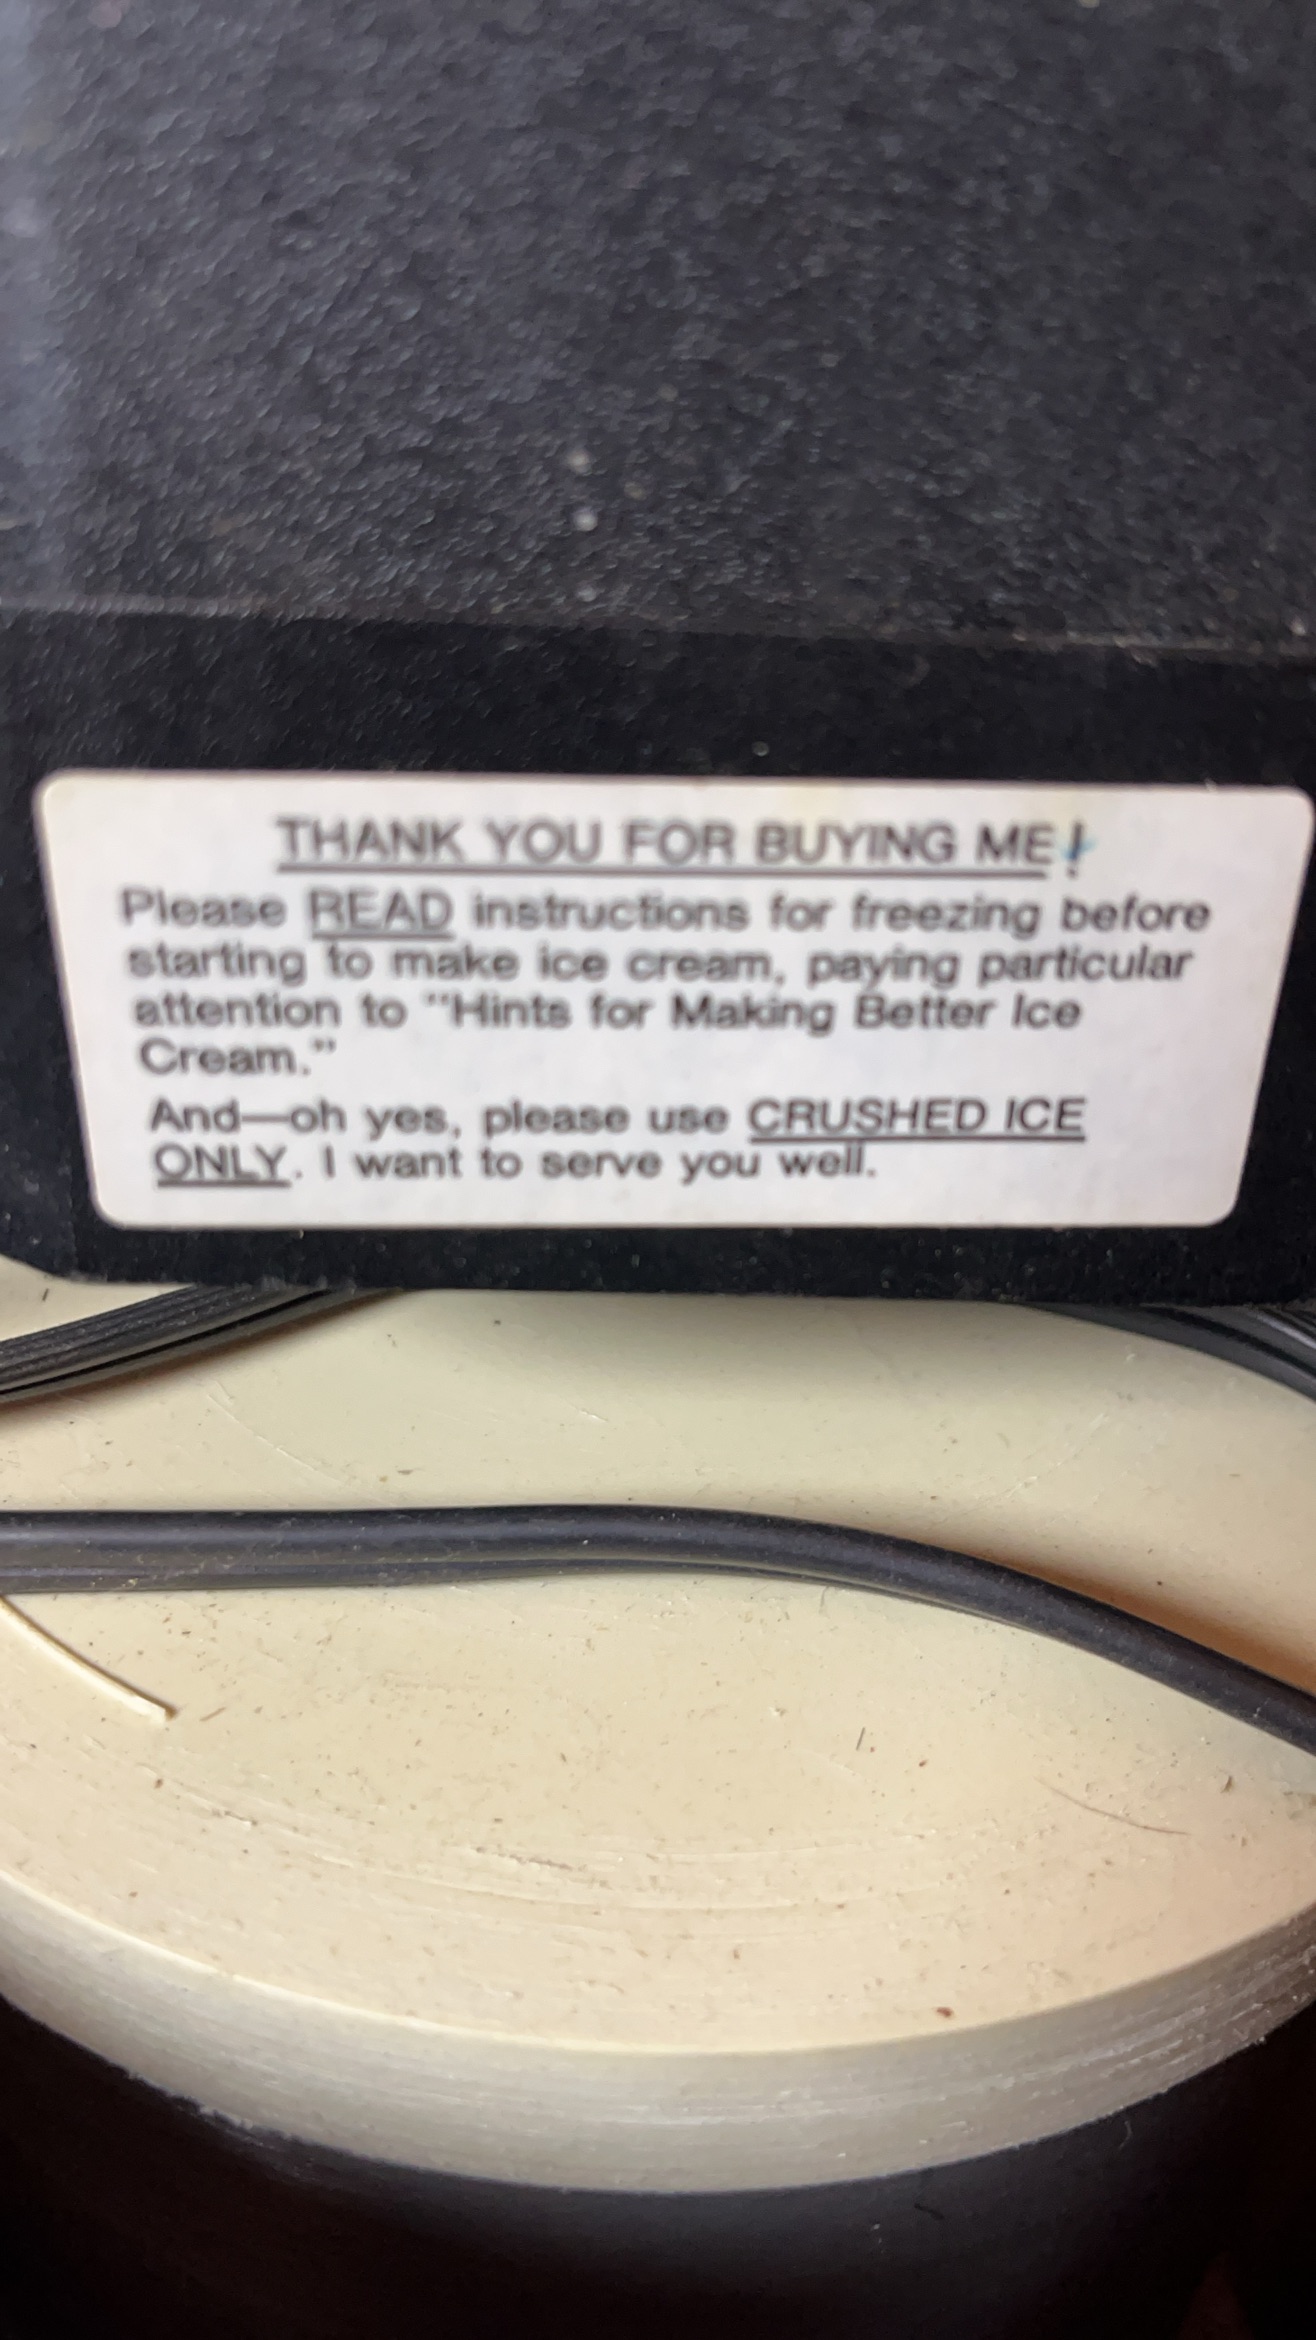 THANK YOU FOR BUYING ME!
Please READ instructions for freezing before
starting to make ice cream, paying particular
attention to "Hints for Making Better Ice
Cream."
And—oh yes, please use CRUSHED ICE
ONLY. I want to serve you well.